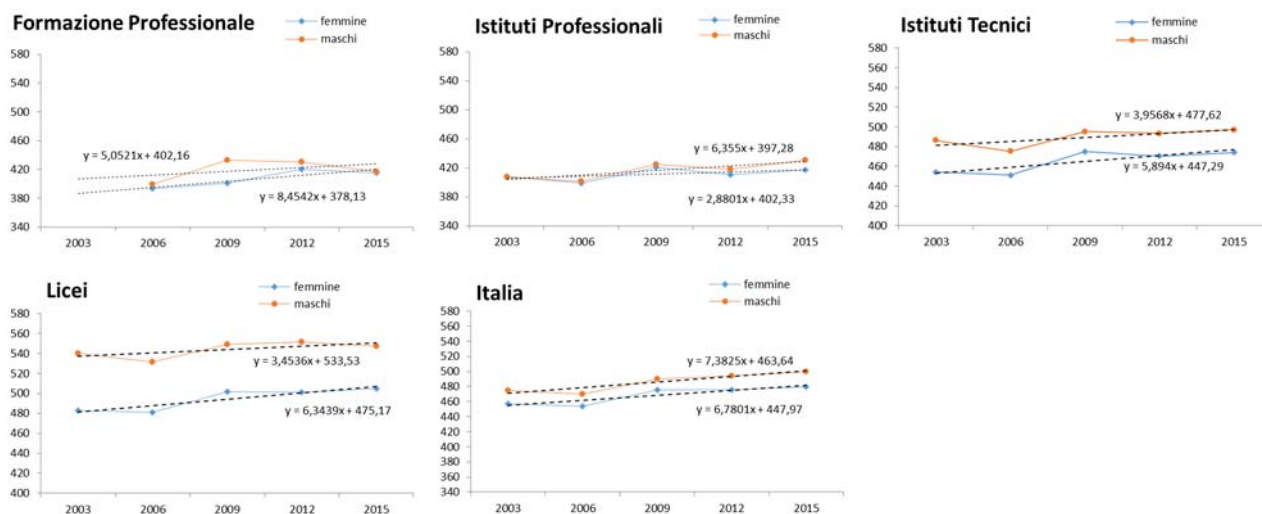 Formazione Professionale
femmine
maschi
580
540
500
460
420
380
340
y = 5,0521x + 402,16
y = 8,4542x + 378,13
2003 2006 2009 2012 2015
Istituti Professionali
femmine
maschi
580
540
500
460
420
380
340
y = 6,355x + 397,28
y = 2,8801x + 402,33
2003 2006 2009 2012 2015
Istituti Tecnici
femmine
maschi
580
560
540
520
500
480
460
440
420
400
y = 3,9568x + 477,62
y = 5,894x + 447,29
2003 2006 2009 2012 2015
Licei
femmine
maschi
580
560
540
520
500
480
460
440
420
400
y = 3,4536x + 533,53
y = 6,3439x + 475,17
2003 2006 2009 2012 2015
Italia
femmine
maschi
580
560
540
520
500
480
460
440
420
400
380
360
340
y = 7,3825x + 463,64
y = 6,7801x + 447,97
2003 2006 2009 2012 2015